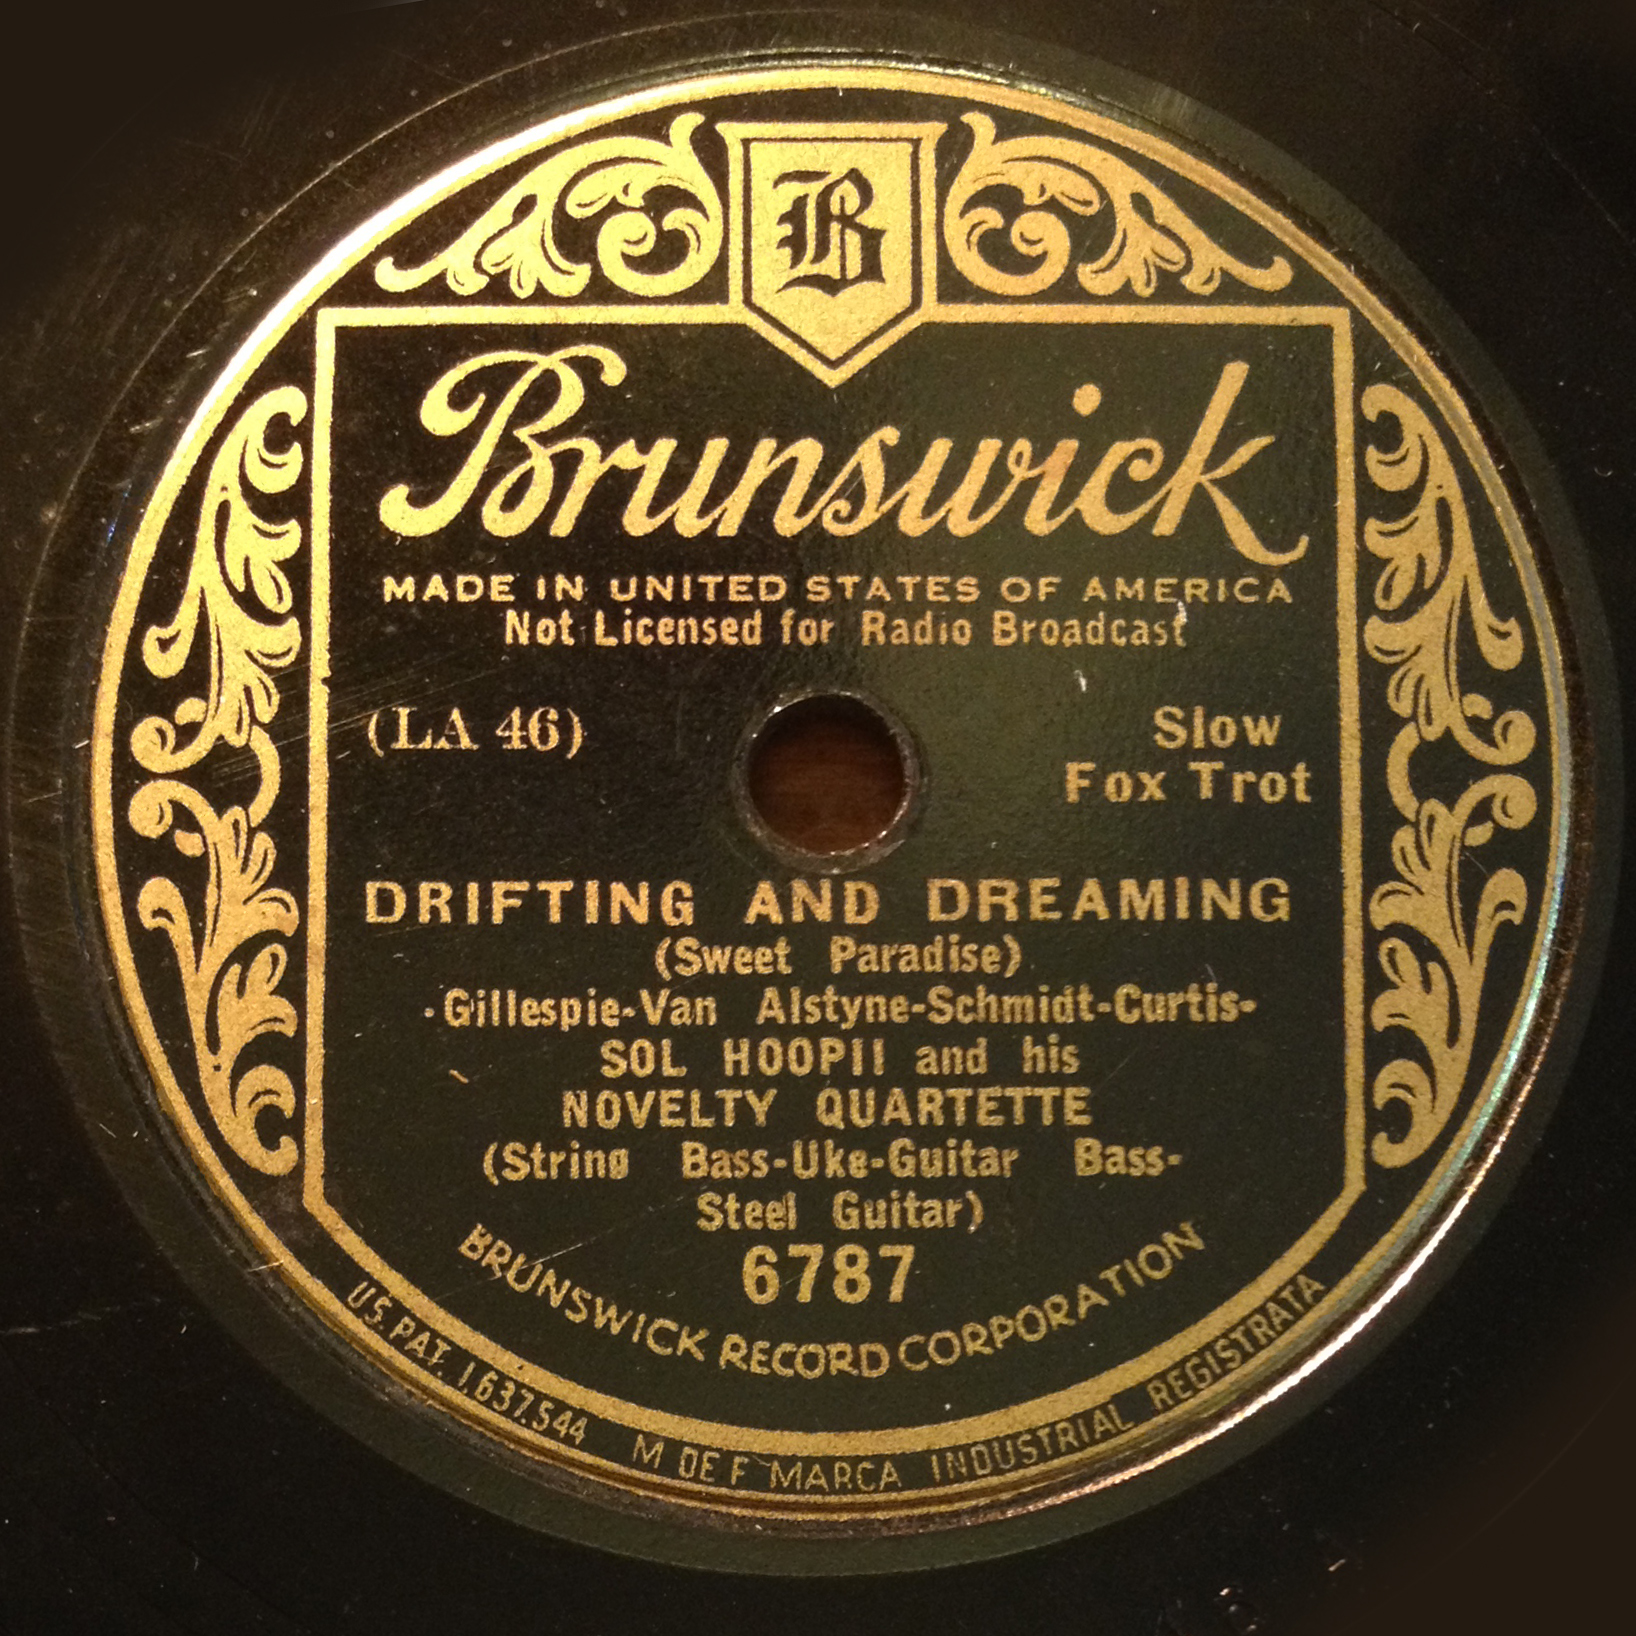 B
Brunswick
MADE IN UNITED STATES OF AMERICA
Not Licensed for Radio Broadcast
(LA 46)
Slow
Fox Trot
DRIFTING AND DREAMING
(Sweet Paradise)
-Gillespie-Van Alstyne-Schmidt-Curtis-
SOL HOOPII and his
NOVELTY QUARTETTE
(String Bass-Uke-Guitar Bass-
Steel Guitar)
6787
BRUNSWICK RECORD CORPORATION
U.S. PAT. 1,637,544 M DE F MARCA INDUSTRIAL REGISTRATA